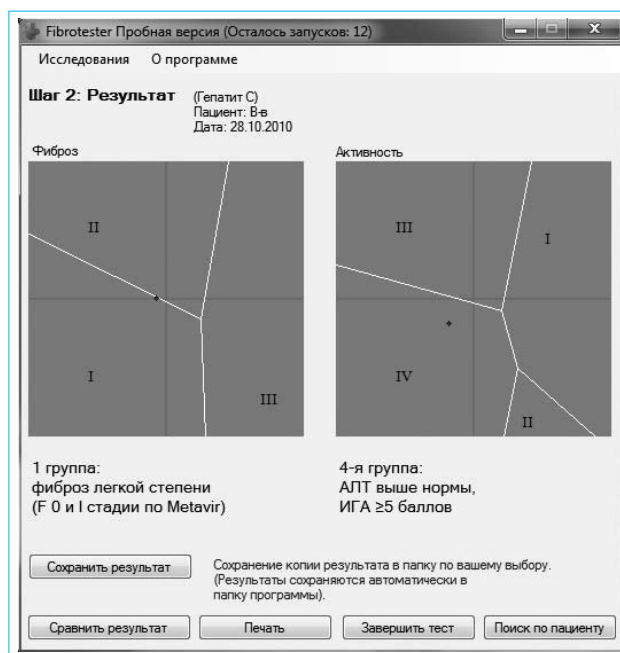 Fibrotester Пробная версия (Осталось запусков: 12)
Исследования О программе
Шаг 2: Результат (Гепатит C)
Пациент: В-в
Дата: 28.10.2010
Фиброз
Активность
II
I
III
III
I
IV
II
1 группа:
фиброз легкой степени
(F 0 и I стадии по Metavir)
4-я группа:
АЛТ выше нормы,
ИГА ≥5 баллов
Сохранить результат
Сохранение копии результата в папку по вашему выбору.
(Результаты сохраняются автоматически в
папку программы).
Сравнить результат
Печать
Завершить тест
Поиск по пациенту